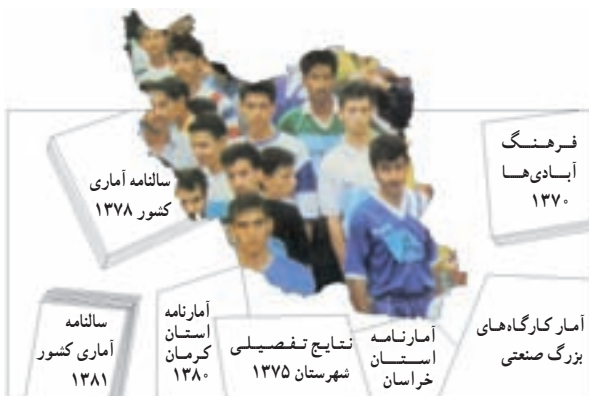 فرهنگ
آبادی‌ها
۱۳۷۰
سالنامه آماری
کشور ۱۳۷۸
سالنامه
آماری کشور
۱۳۸۱
آمارنامه
استان
کرمان
۱۳۸۰
نتایج تفصیلی
شهرستان ۱۳۷۵
آمارنامه
استان
خراسان
آمار کارگاه‌های
بزرگ صنعتی